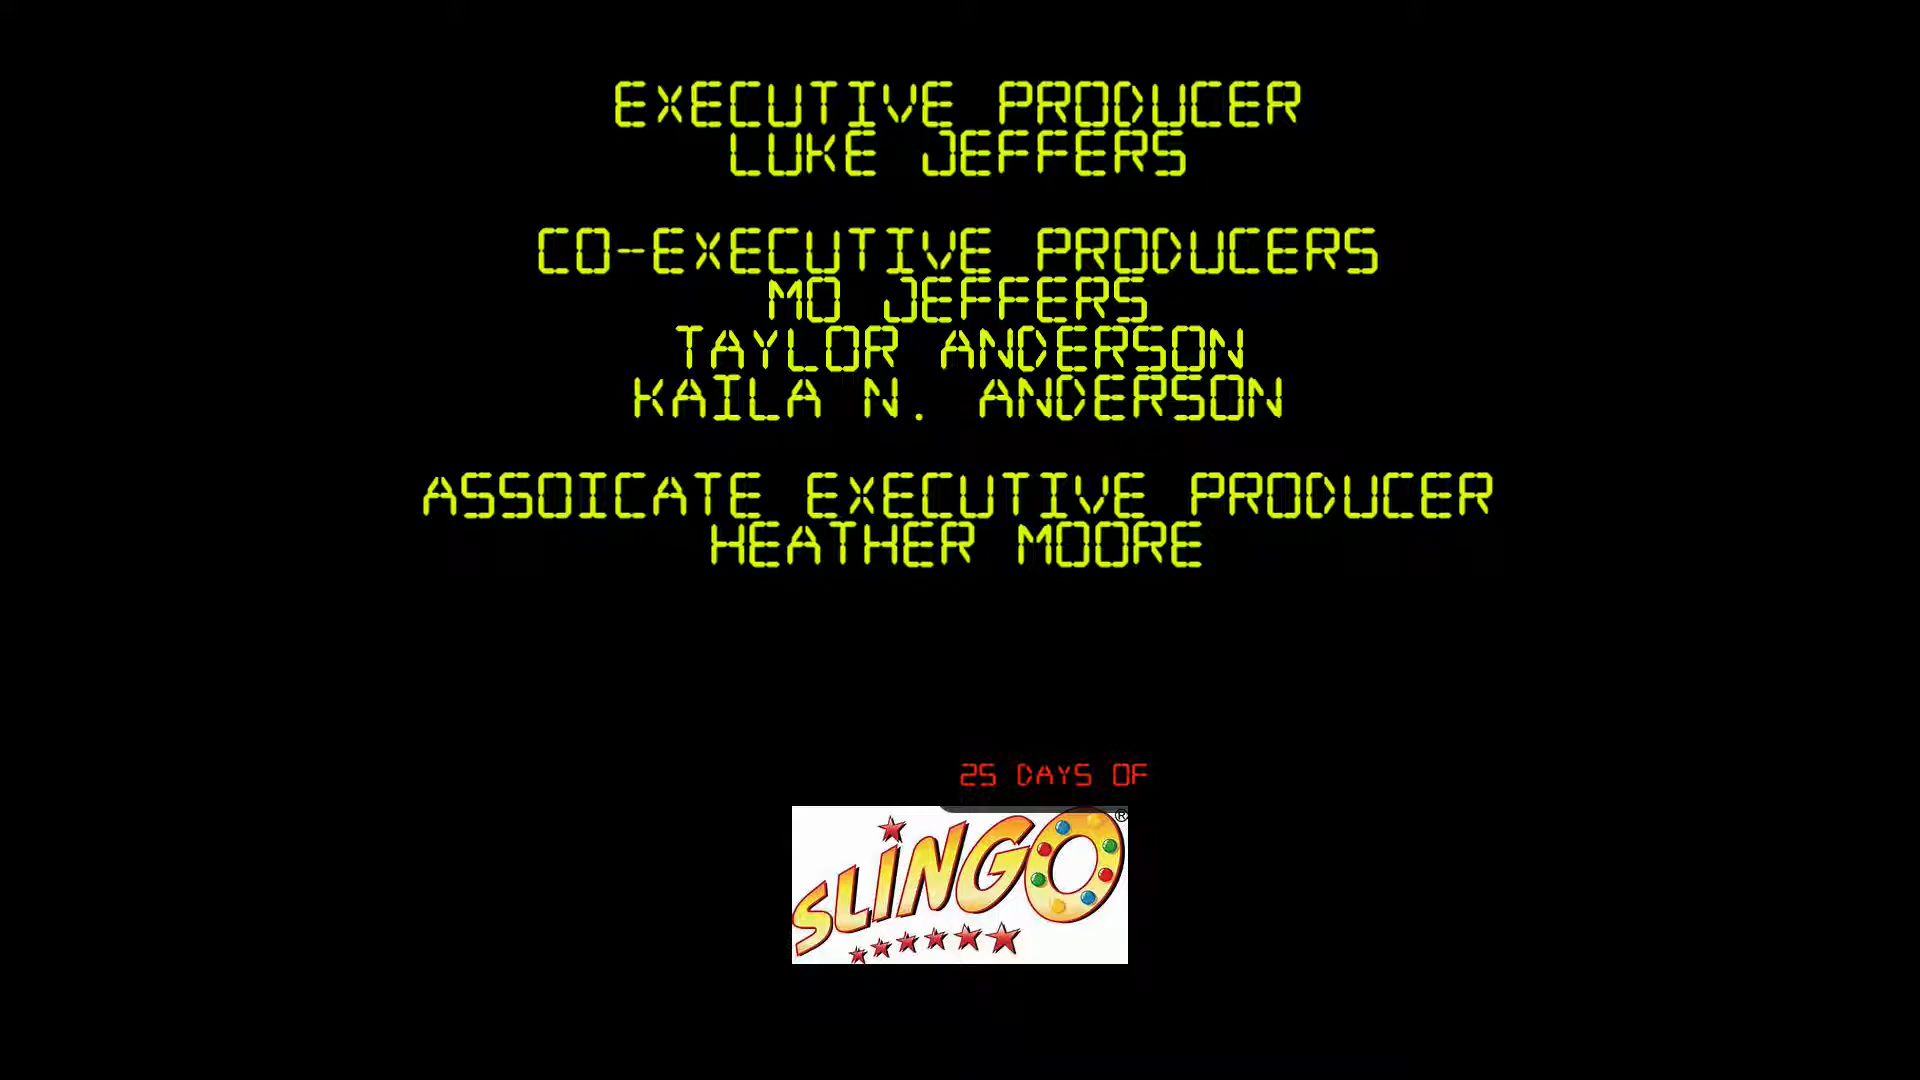 EXECUTIVE PRODUCER
LUKE JEFFERS
CO-EXECUTIVE PRODUCERS
MO JEFFERS
TAYLOR ANDERSON
KAILA N. ANDERSON
ASSOICATE EXECUTIVE PRODUCER
HEATHER MOORE
25 DAYS OF
SLINGO®